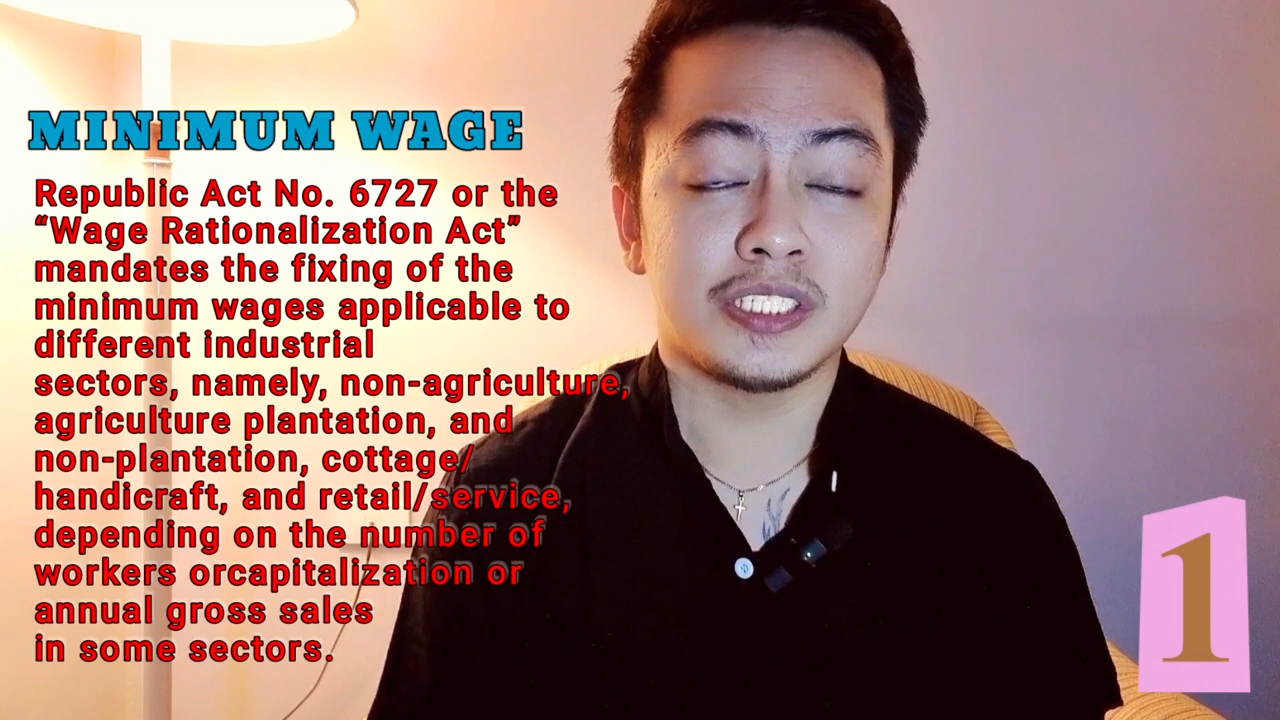 MINIMUM WAGE
Republic Act No. 6727 or the
“Wage Rationalization Act”
mandates the fixing of the
minimum wages applicable to
different industrial
sectors, namely, non-agriculture,
agriculture plantation, and
non-plantation, cottage/
handicraft, and retail/service,
depending on the number of
workers orcapitalization or
annual gross sales
in some sectors.
1